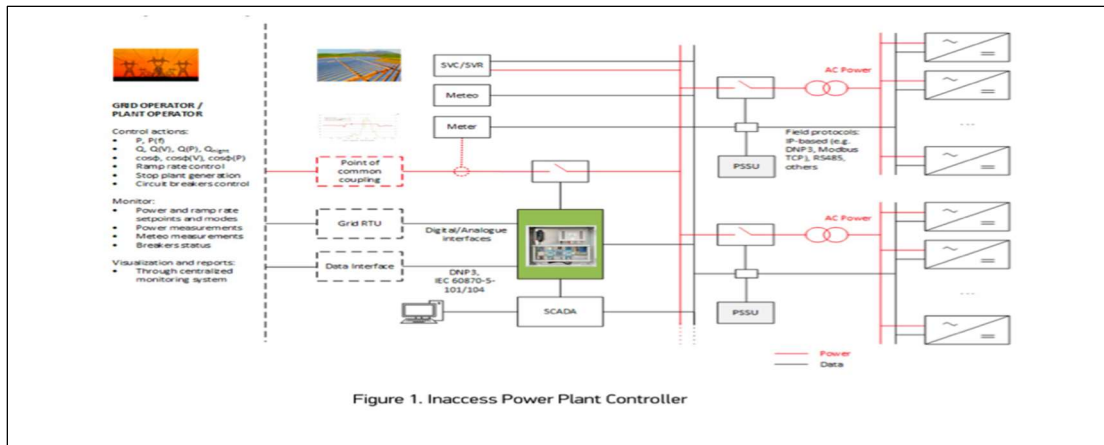 GRID OPERATOR /
PLANT OPERATOR
Control actions:
• P, P(f)
• Q, Q(V), Q(P), Qnight
• cosφ, cosφ(V), cosφ(P)
• Ramp rate control
• Stop plant generation
• Circuit breakers control
Monitor:
• Power and ramp rate
setpoints and modes
• Power measurements
• Meteo measurements
• Breakers status
Visualization and reports:
• Through centralized
monitoring system
SVC/SVR
Meteo
Meter
Point of
common
coupling
Grid RTU
Data Interface
Digital/Analogue
interfaces
DNP3,
IEC 60870-5-
101/104
SCADA
AC Power
Field protocols:
IP-based (e.g.
DNP3, Modbus
TCP), RS485,
others
PSSU
...
AC Power
PSSU
...
Power
Data
Figure 1. Inaccess Power Plant Controller